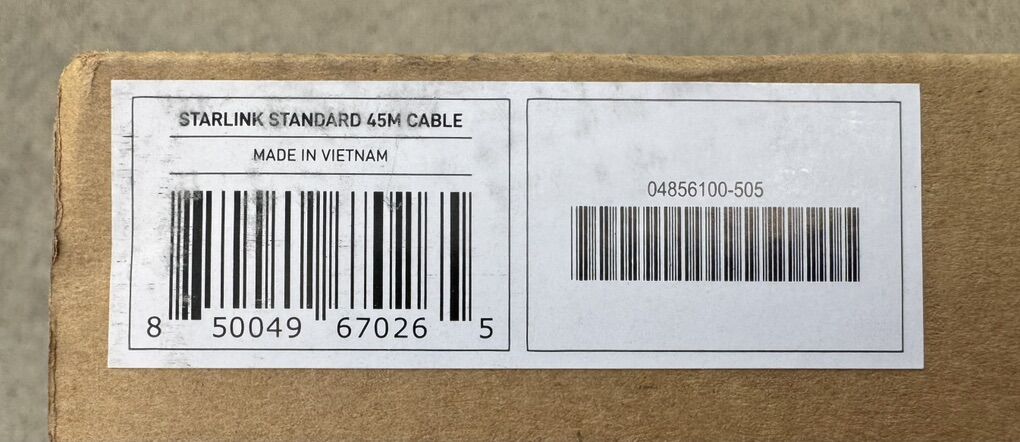 STARLINK STANDARD 45M CABLE
MADE IN VIETNAM
8 50049 67026 5
04856100-505